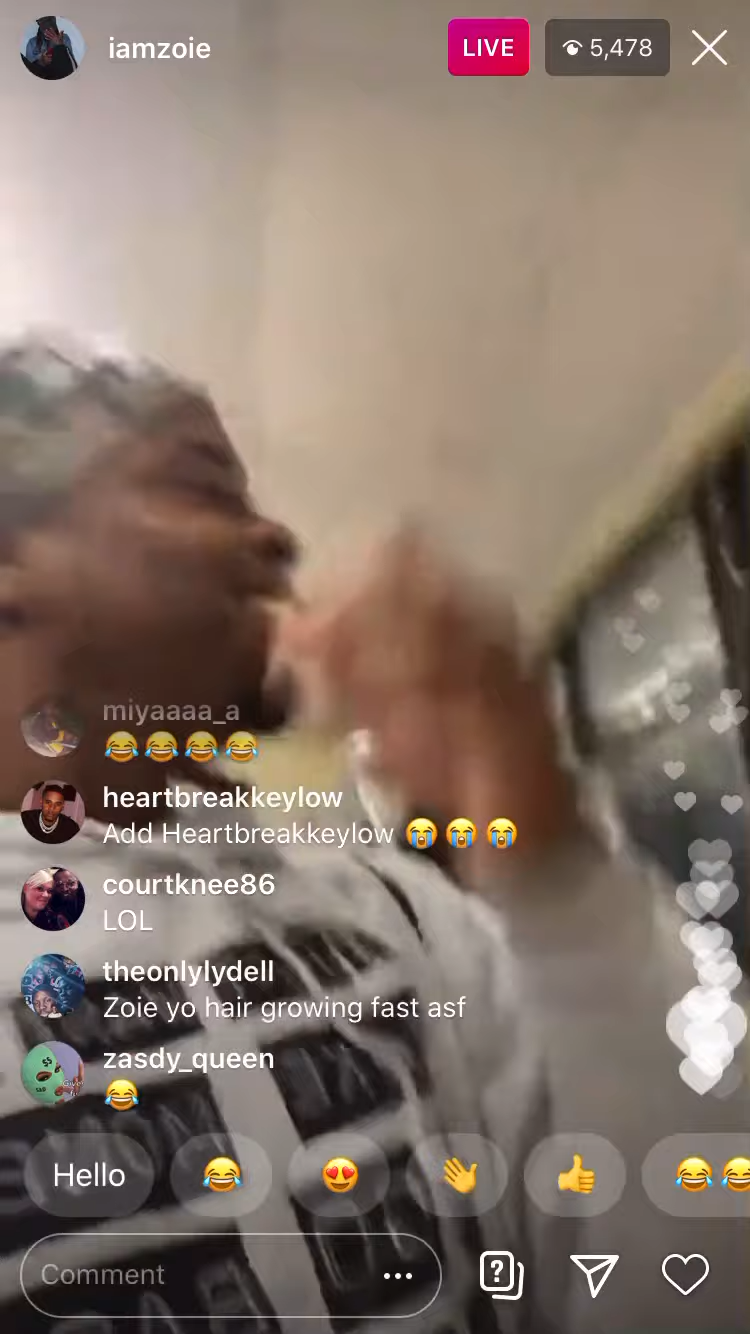 iamzoie
LIVE
5,478
miyaaaa_a
😂😂😂😂
heartbreakkeylow
Add Heartbreakkeylow 😭😭😭
courtknee86
LOL
theonlylydell
Zoie yo hair growing fast asf
zasdy_queen
😂
Hello 😂 😍 👋 👍 😂😂
Comment